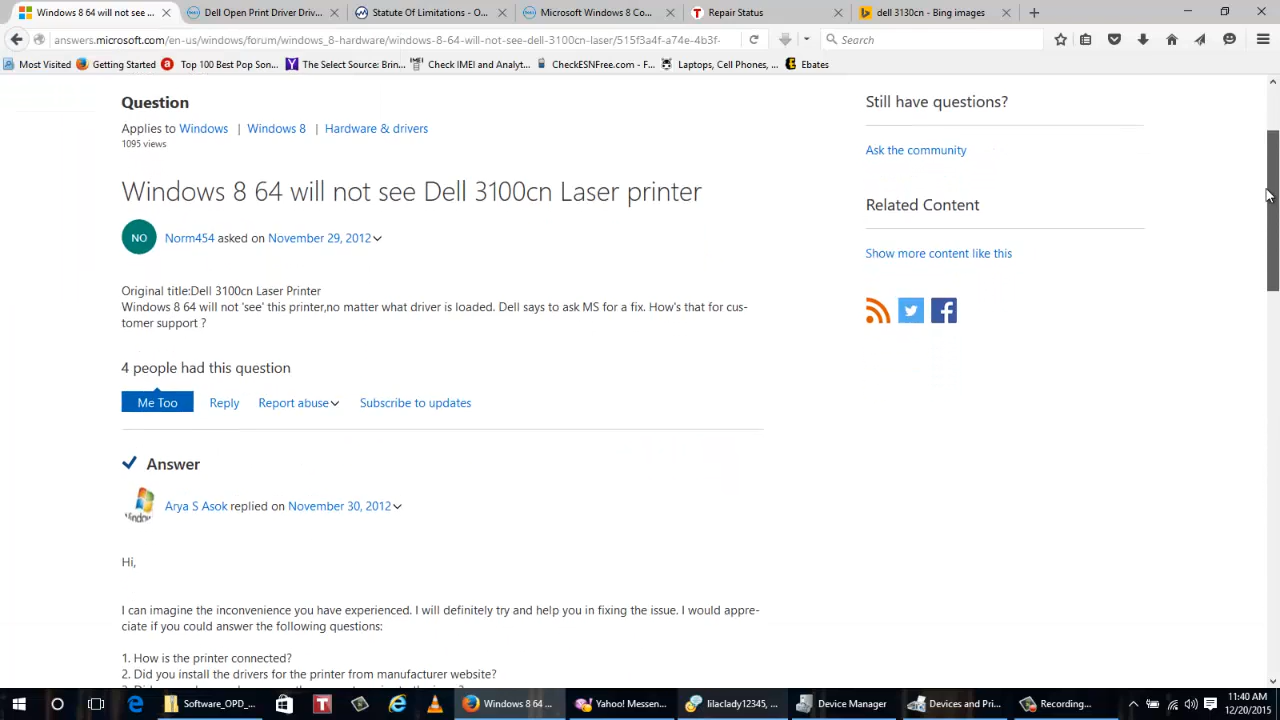 Windows 8 64 will not see ...
Dell Open Print Driver Driv...
Statute Of Limitations - O...
Microsoft Windows 8 Co...
Repair Status
dell 3130cn - Bing images
answers.microsoft.com/en-us/windows/forum/windows_8-hardware/windows-8-64-will-not-see-dell-3100cn-laser/515f3a4f-a74e-4b3f-
Search
Most Visited
Getting Started
Top 100 Best Pop Son...
The Select Source: Brin...
Check IMEI and Analyt...
CheckESNFree.com - F...
Laptops, Cell Phones, ...
Ebates
Question
Applies to Windows | Windows 8 | Hardware & drivers
1095 views
Windows 8 64 will not see Dell 3100cn Laser printer
NO
Norm454 asked on November 29, 2012
Original title:Dell 3100cn Laser Printer
Windows 8 64 will not 'see' this printer,no matter what driver is loaded. Dell says to ask MS for a fix. How's that for cus-
tomer support ?
4 people had this question
Me Too Reply Report abuse Subscribe to updates
Answer
Arya S Asok replied on November 30, 2012
Hi,
I can imagine the inconvenience you have experienced. I will definitely try and help you in fixing the issue. I would appre-
ciate if you could answer the following questions:
1. How is the printer connected?
2. Did you install the drivers for the printer from manufacturer website?
Still have questions?
Ask the community
Related Content
Show more content like this
Software_OPD_...
Windows 8 64 ...
Yahoo! Messen...
lilaclady12345, ...
Device Manager
Devices and Pri...
Recording...
11:40 AM
12/20/2015